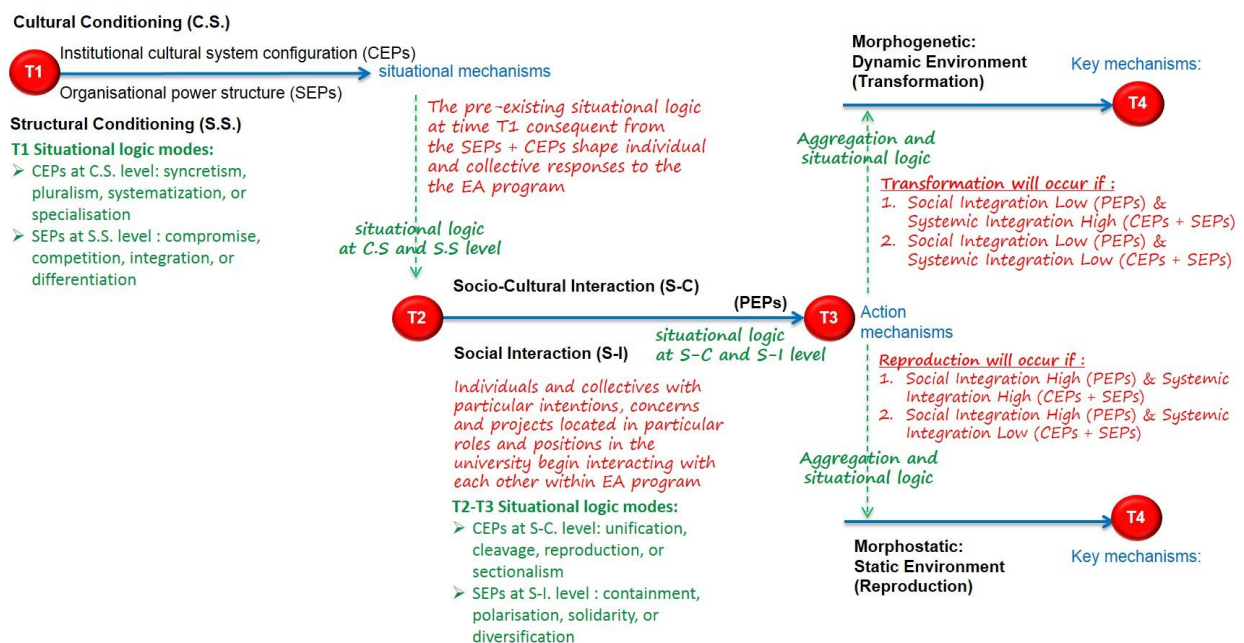 Cultural Conditioning (C.S.)
Institutional cultural system configuration (CEPs)
T1
situational mechanisms
Organisational power structure (SEPs)
Structural Conditioning (S.S.)
T1 Situational logic modes:
➢ CEPs at C.S. level: syncretism,
pluralism, systematization, or
specialisation
➢ SEPs at S.S. level : compromise,
competition, integration, or
differentiation
The pre-existing situational logic
at time T1 consequent from
the SEPs + CEPs shape individual
and collective responses to the
the EA program
situational logic
at C.S and S.S level
T2
Socio-Cultural Interaction (S-C)
(PEPs)
T3
situational logic
at S-C and S-I level
Social Interaction (S-I)
Individuals and collectives with
particular intentions, concerns
and projects located in particular
roles and positions in the
university begin interacting with
each other within EA program
T2-T3 Situational logic modes:
➢ CEPs at S-C. level: unification,
cleavage, reproduction, or
sectionalism
➢ SEPs at S-I. level : containment,
polarisation, solidarity, or
diversification
Morphogenetic:
Dynamic Environment
(Transformation)
Key mechanisms:
T4
Aggregation and
situational logic
Transformation will occur if :
1. Social Integration Low (PEPs) &
Systemic Integration High (CEPs + SEPs)
2. Social Integration Low (PEPs) &
Systemic Integration Low (CEPs + SEPs)
Action
mechanisms
Reproduction will occur if :
1. Social Integration High (PEPs) & Systemic
Integration High (CEPs + SEPs)
2. Social Integration High (PEPs) & Systemic
Integration Low (CEPs + SEPs)
Aggregation and
situational logic
T4
Morphostatic:
Static Environment
(Reproduction)
Key mechanisms: